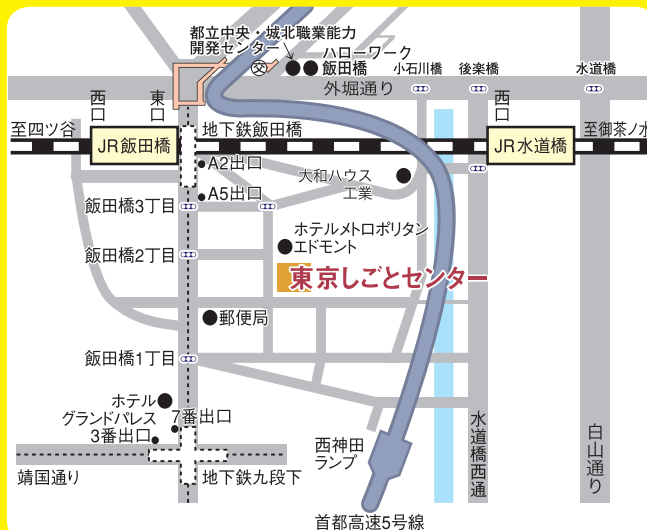 都立中央・城北職業能力
開発センター
ハローワーク
飯田橋
小石川橋
後楽橋
水道橋
外堀通り
西口
東口
西口
至四ツ谷
JR飯田橋
地下鉄飯田橋
JR水道橋
至御茶ノ水
A2出口
大和ハウス
工業
A5出口
飯田橋3丁目
ホテルメトロポリタン
エドモント
飯田橋2丁目
東京しごとセンター
郵便局
飯田橋1丁目
ホテル
グランドパレス
7番出口
3番出口
西神田
ランプ
水道橋西通
白山通り
靖国通り
地下鉄九段下
首都高速5号線